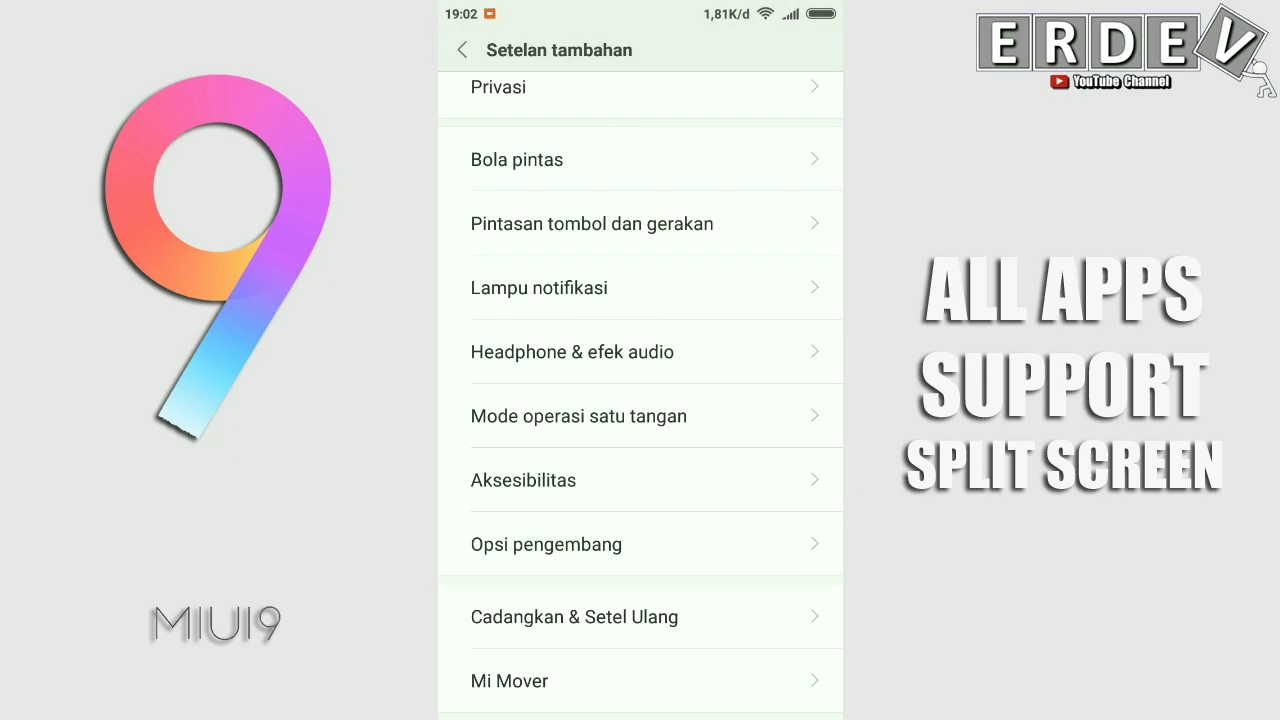 19:02
1,81K/d
Setelan tambahan
Privasi
Bola pintas
Pintasan tombol dan gerakan
Lampu notifikasi
Headphone & efek audio
Mode operasi satu tangan
Aksesibilitas
Opsi pengembang
Cadangkan & Setel Ulang
Mi Mover
9
MIUI9
ERDEV
YouTube Channel
ALL APPS
SUPPORT
SPLIT SCREEN